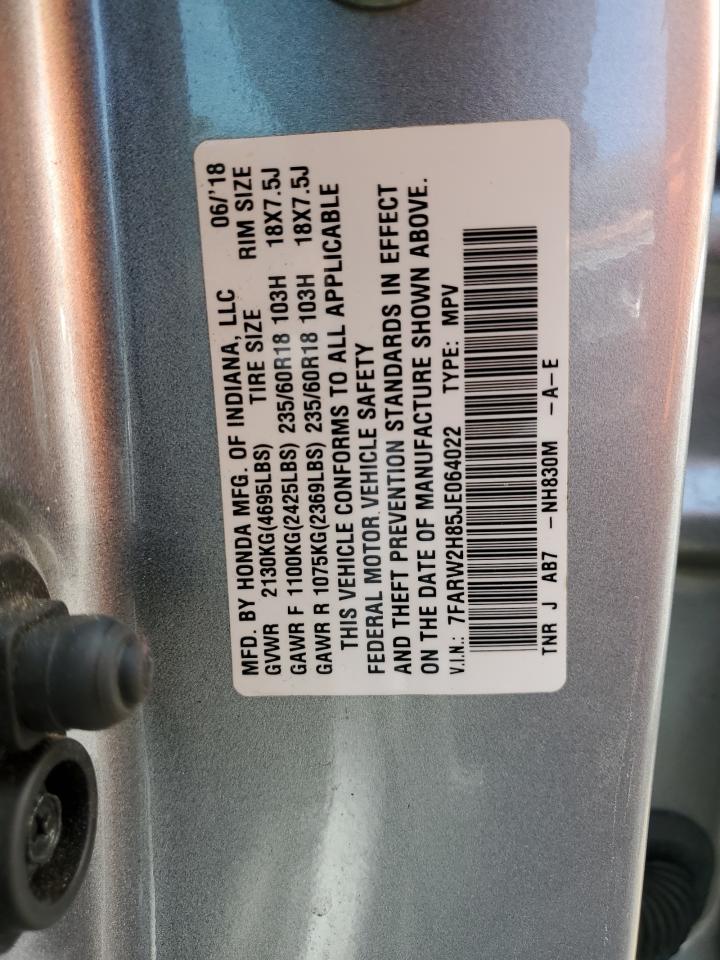 MFD. BY HONDA MFG. OF INDIANA, LLC 06/'18
GVWR 2130KG(4695LBS) TIRE SIZE RIM SIZE
GAWR F 1100KG(2425LBS) 235/60R18 103H 18X7.5J
GAWR R 1075KG(2369LBS) 235/60R18 103H 18X7.5J
THIS VEHICLE CONFORMS TO ALL APPLICABLE
FEDERAL MOTOR VEHICLE SAFETY
AND THEFT PREVENTION STANDARDS IN EFFECT
ON THE DATE OF MANUFACTURE SHOWN ABOVE.
V.I.N.: 7FARW2H85JE064022 TYPE: MPV
TNR J AB7 -NH830M -A-E